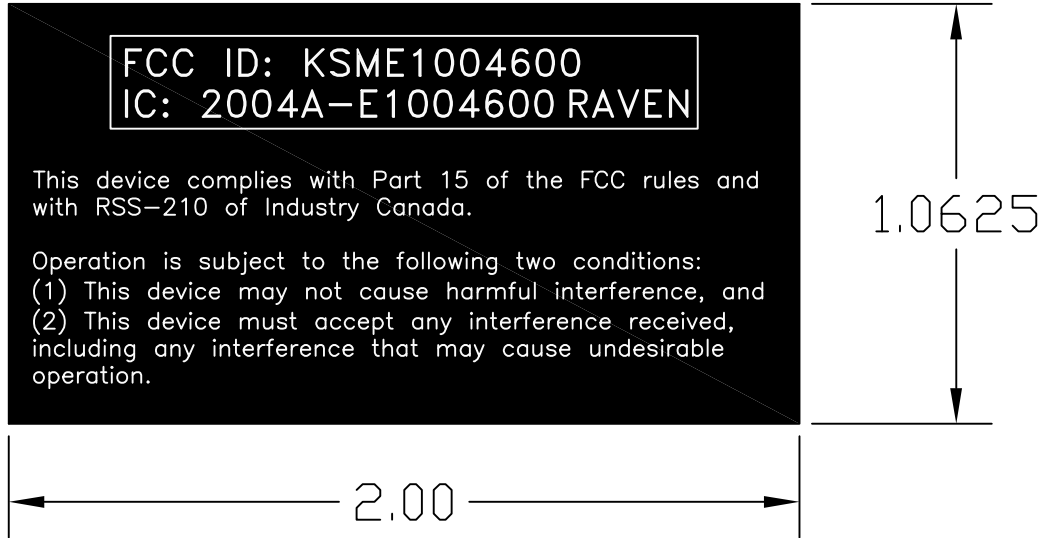 FCC ID: KSME1004600
IC: 2004A-E1004600 RAVEN
This device complies with Part 15 of the FCC rules and
with RSS-210 of Industry Canada.
Operation is subject to the following two conditions:
(1) This device may not cause harmful interference, and
(2) This device must accept any interference received,
including any interference that may cause undesirable
operation.
1.0625
2.00